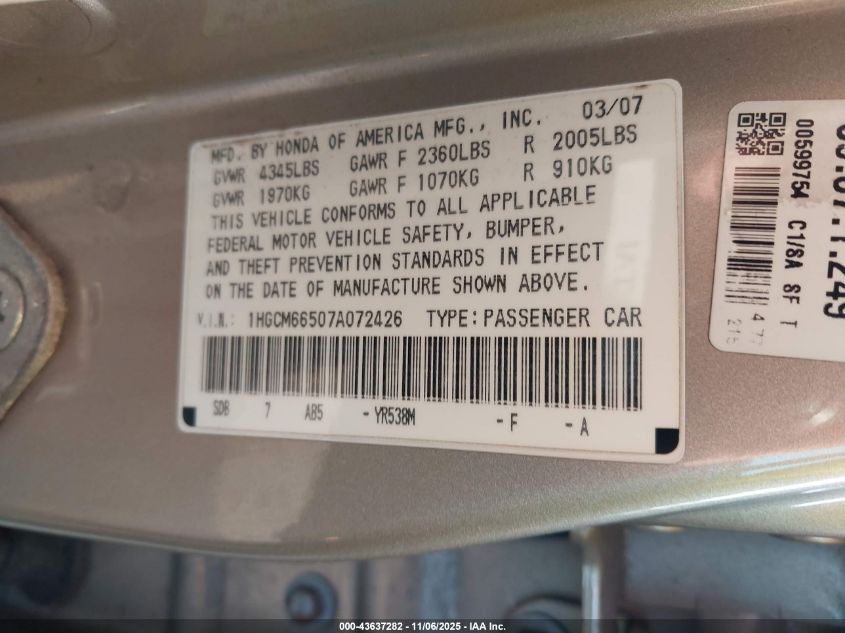 MFD. BY HONDA OF AMERICA MFG., INC. 03/07
GVWR 4345LBS GAWR F 2360LBS R 2005LBS
GVWR 1970KG GAWR F 1070KG R 910KG
THIS VEHICLE CONFORMS TO ALL APPLICABLE
FEDERAL MOTOR VEHICLE SAFETY, BUMPER,
AND THEFT PREVENTION STANDARDS IN EFFECT
ON THE DATE OF MANUFACTURE SHOWN ABOVE.
V.I.N.: 1HGCM66507A072426 TYPE: PASSENGER CAR
SDB 7 AB5 - YR538M - F - A
00599754 C1/8A 8F T
000-43637282 - 11/06/2025 - IAA Inc.